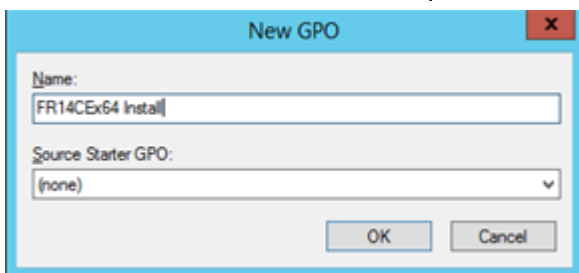 New GPO
x
Name:
FR14CEx64 Install
Source Starter GPO:
(none)
OK
Cancel